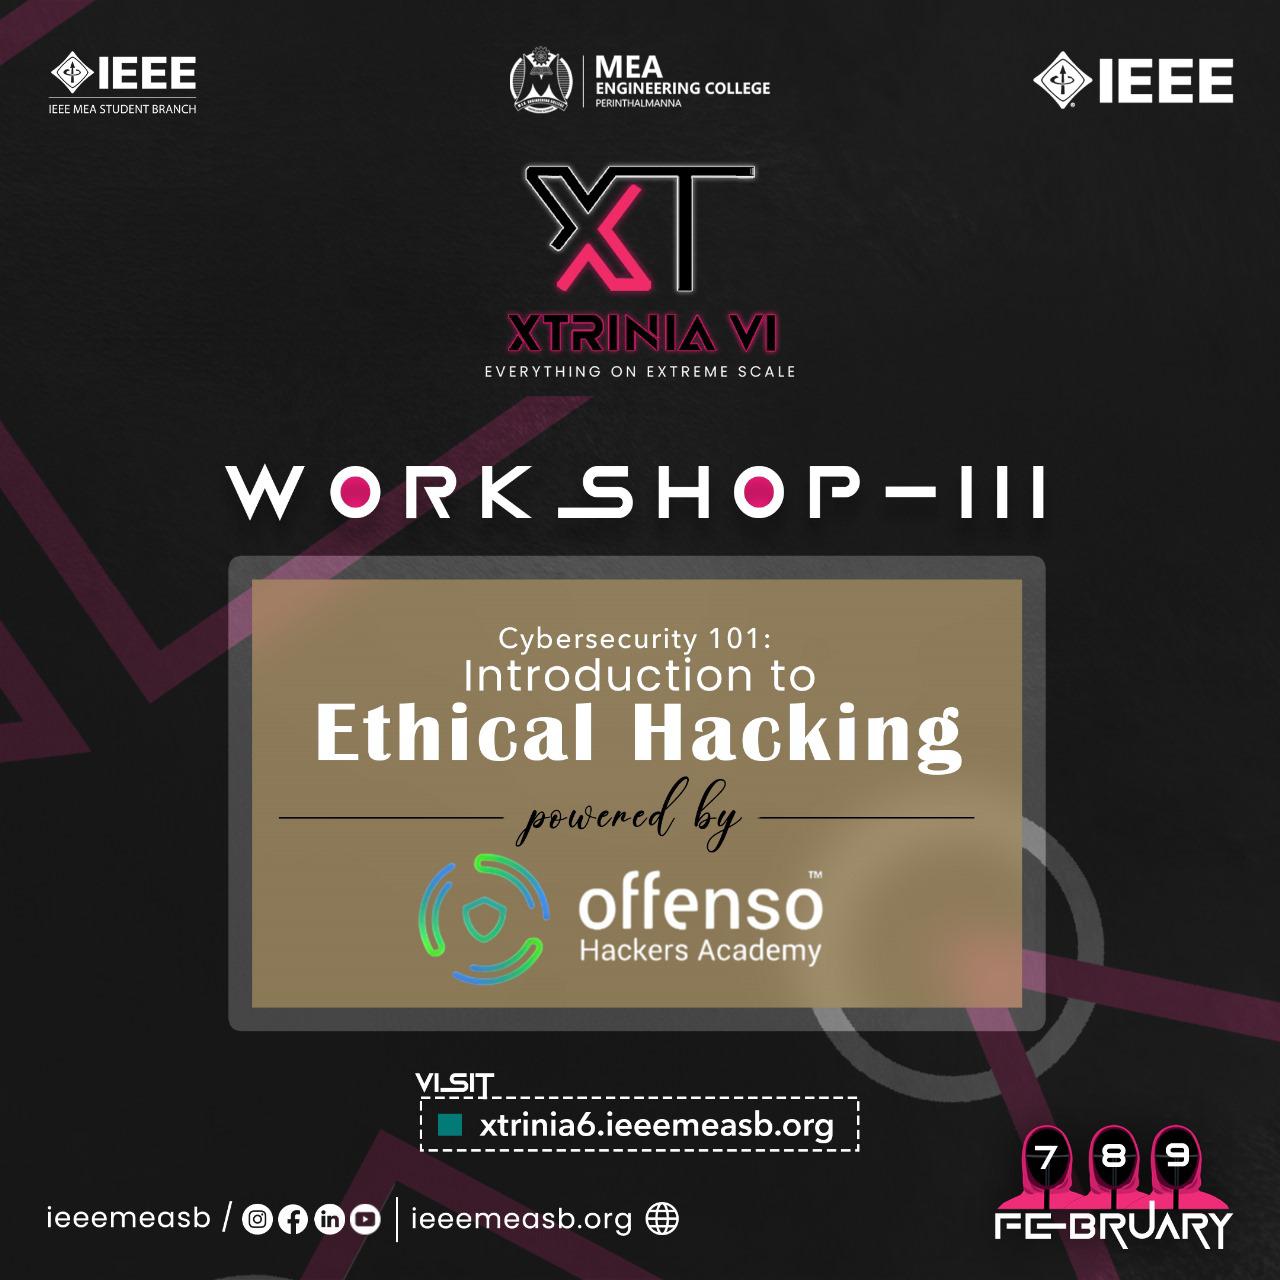 IEEE
IEEE MEA STUDENT BRANCH
MEA
ENGINEERING COLLEGE
PERINTHALMANNA
IEEE
XT
XTRINIA VI
EVERYTHING ON EXTREME SCALE
WORKSHOP-III
Cybersecurity 101:
Introduction to
Ethical Hacking
powered by
offenso™
Hackers Academy
VISIT
xtrinia6.ieeemeasb.org
7 8 9
FEBRUARY
ieeemeasb / in | ieeemeasb.org